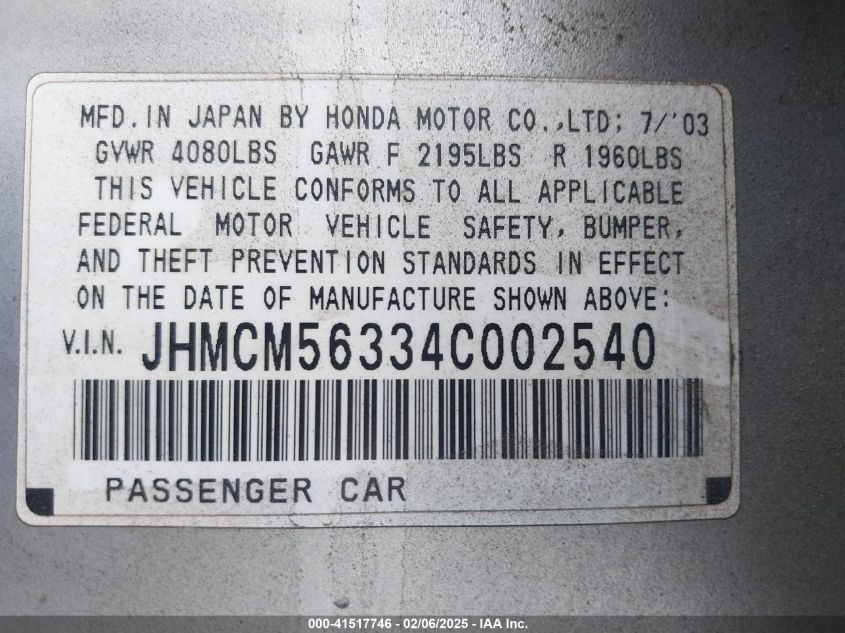 MFD. IN JAPAN BY HONDA MOTOR CO.,LTD; 7/'03
GVWR 4080LBS GAWR F 2195LBS R 1960LBS
THIS VEHICLE CONFORMS TO ALL APPLICABLE
FEDERAL MOTOR VEHICLE SAFETY, BUMPER,
AND THEFT PREVENTION STANDARDS IN EFFECT
ON THE DATE OF MANUFACTURE SHOWN ABOVE:
V.I.N. JHMCM56334C002540
PASSENGER CAR
000-41517746 - 02/06/2025 - IAA Inc.